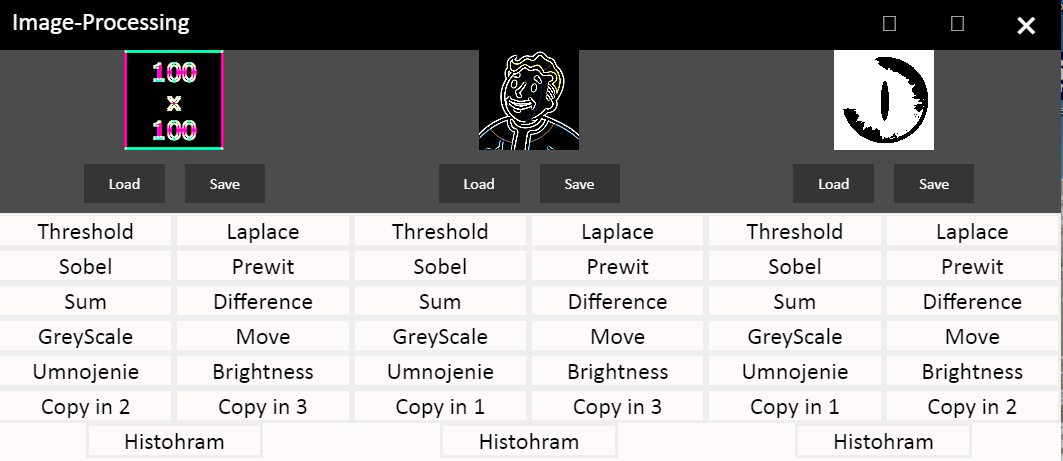 Image-Processing
100
x
100
Load Save Load Save Load Save
Threshold Laplace Threshold Laplace Threshold Laplace
Sobel Prewit Sobel Prewit Sobel Prewit
Sum Difference Sum Difference Sum Difference
GreyScale Move GreyScale Move GreyScale Move
Umnojenie Brightness Umnojenie Brightness Umnojenie Brightness
Copy in 2 Copy in 3 Copy in 1 Copy in 3 Copy in 1 Copy in 2
Histohram Histohram Histohram